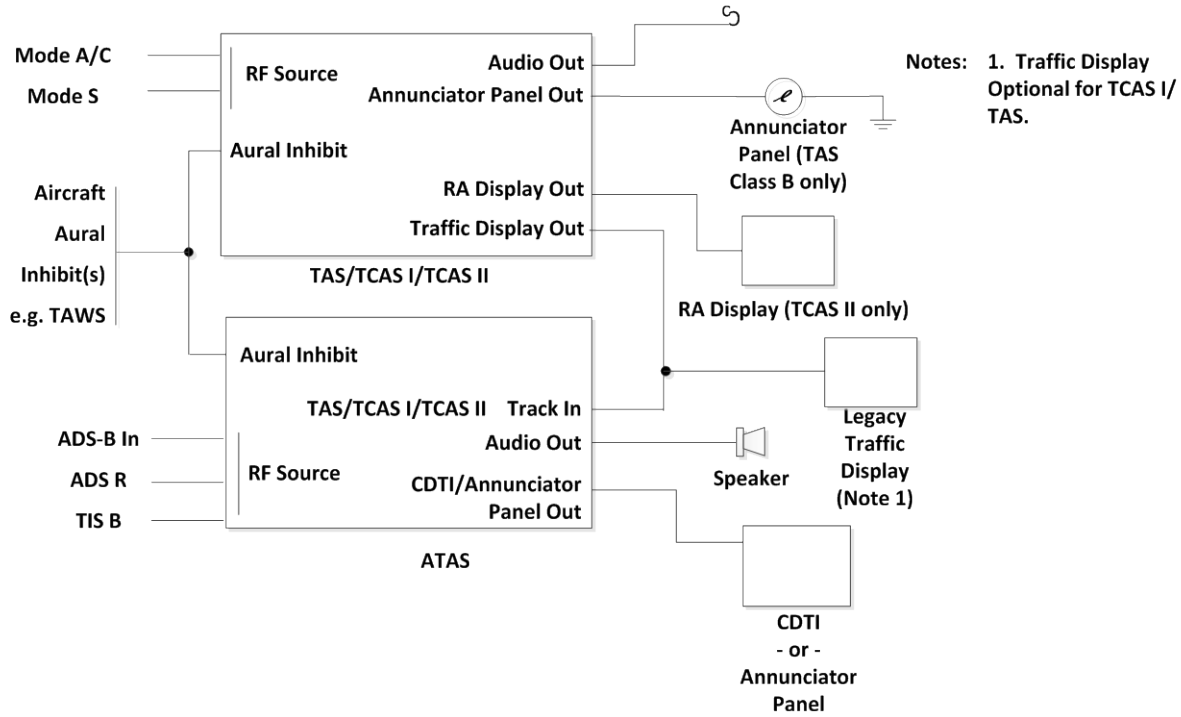 Mode A/C
Mode S
RF Source
Audio Out
Annunciator Panel Out
Aural Inhibit
RA Display Out
Traffic Display Out
TAS/TCAS I/TCAS II
Notes: 1. Traffic Display
Optional for TCAS I/
TAS.
ℓ
Annunciator
Panel (TAS
Class B only)
RA Display (TCAS II only)
Aircraft
Aural
Inhibit(s)
e.g. TAWS
Aural Inhibit
TAS/TCAS I/TCAS II Track In
Audio Out
RF Source
CDTI/Annunciator
Panel Out
ADS-B In
ADS R
TIS B
ATAS
Speaker
Legacy
Traffic
Display
(Note 1)
CDTI
- or -
Annunciator
Panel